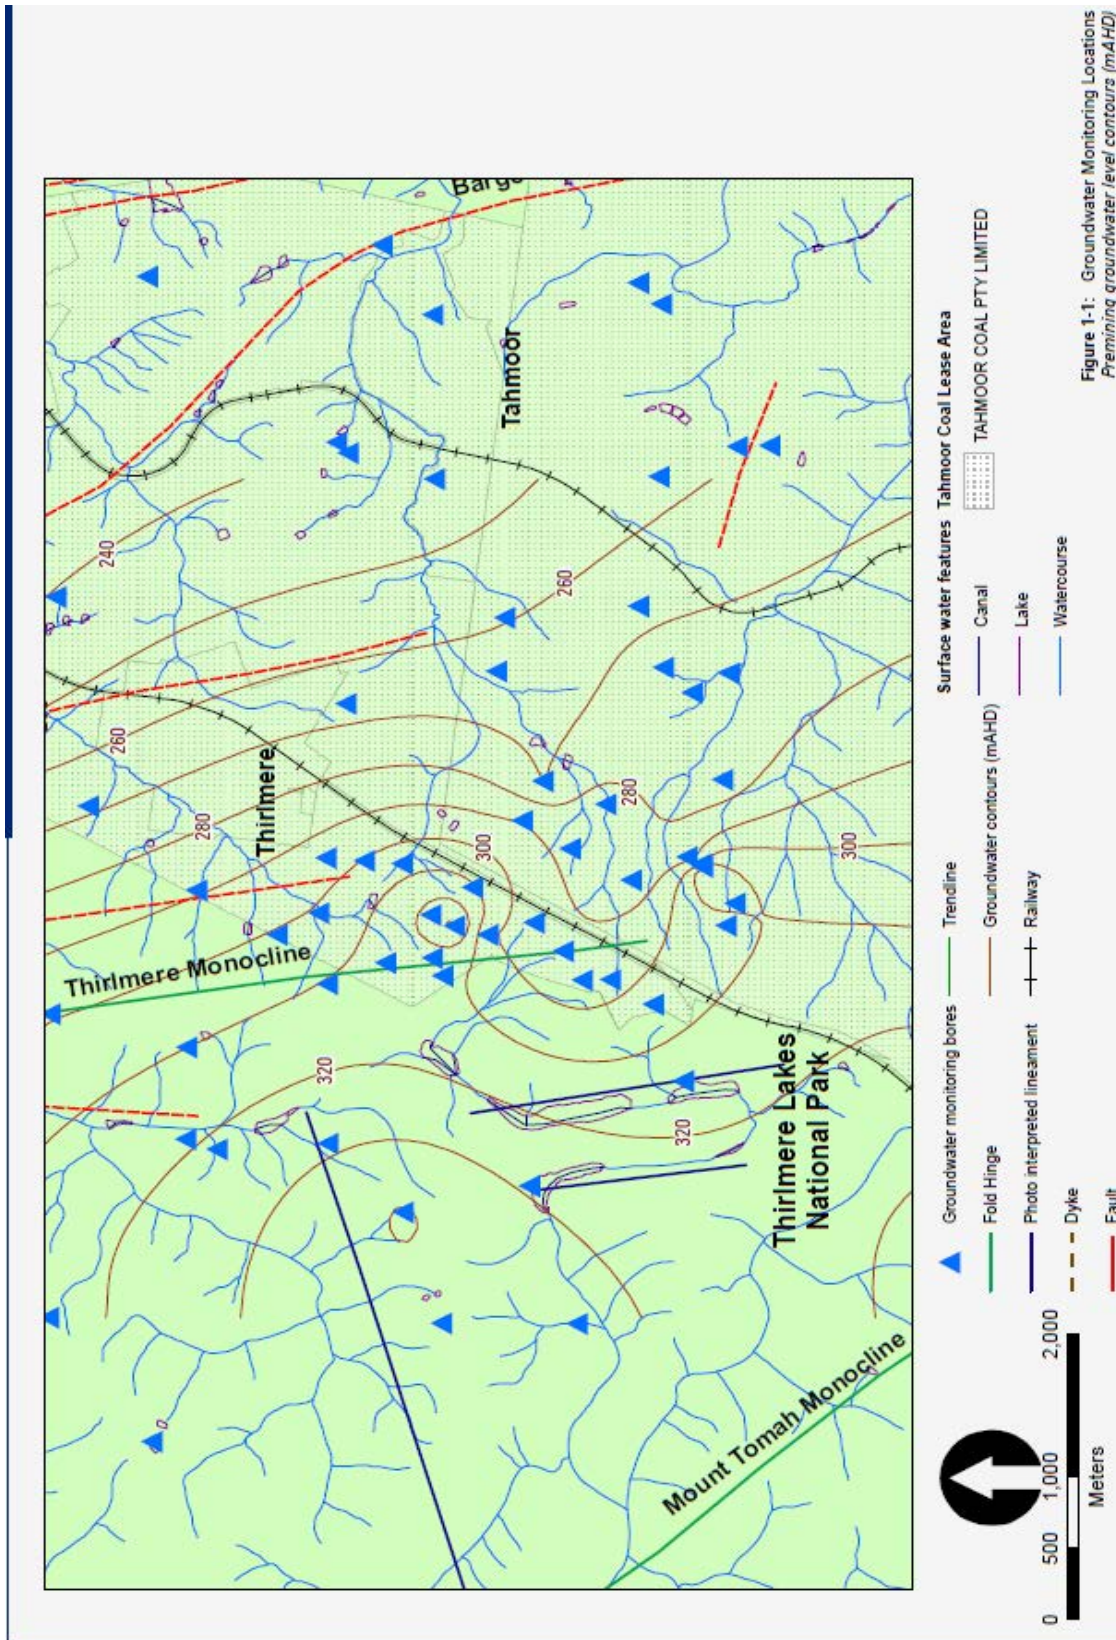 Barge
Tahmoor
240
260
260
Thirlmere
280
280
300
300
Thirlmere Monocline
320
320
Thirlmere Lakes
National Park
Mount Tomah Monocline
0
500
1,000
2,000
Meters
Groundwater monitoring bores
Fold Hinge
Photo interpreted lineament
Dyke
Fault
Trendline
Groundwater contours (mAHD)
Railway
Surface water features
Canal
Lake
Watercourse
Tahmoor Coal Lease Area
TAHMOOR COAL PTY LIMITED
Figure 1-1: Groundwater Monitoring Locations
Premining groundwater level contours (mAHD)